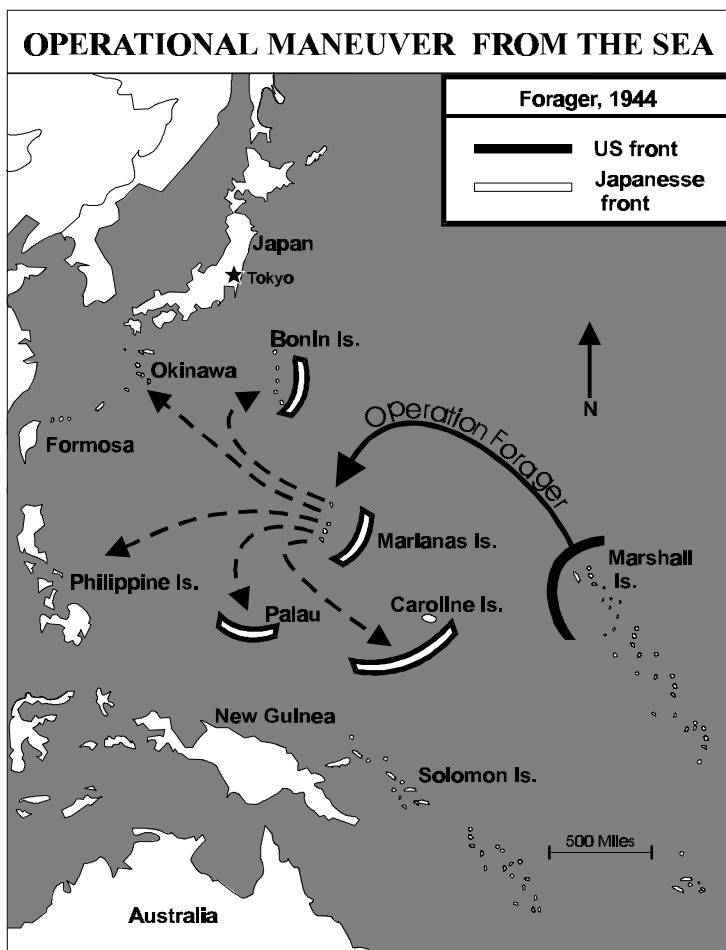 OPERATIONAL MANEUVER FROM THE SEA
Forager, 1944
US front
Japanesse
front
Japan
Tokyo
Bonin Is.
Okinawa
N
Operation Forager
Formosa
Marianas Is.
Marshall
Is.
Philippine Is.
Palau
Caroline Is.
New Guinea
Solomon Is.
500 Miles
Australia